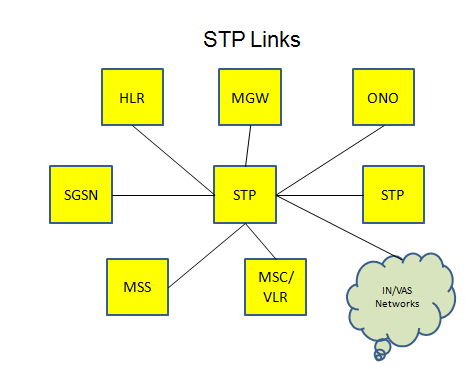 STP Links
HLR
MGW
ONO
SGSN
STP
STP
MSS
MSC/
VLR
IN/VAS
Networks